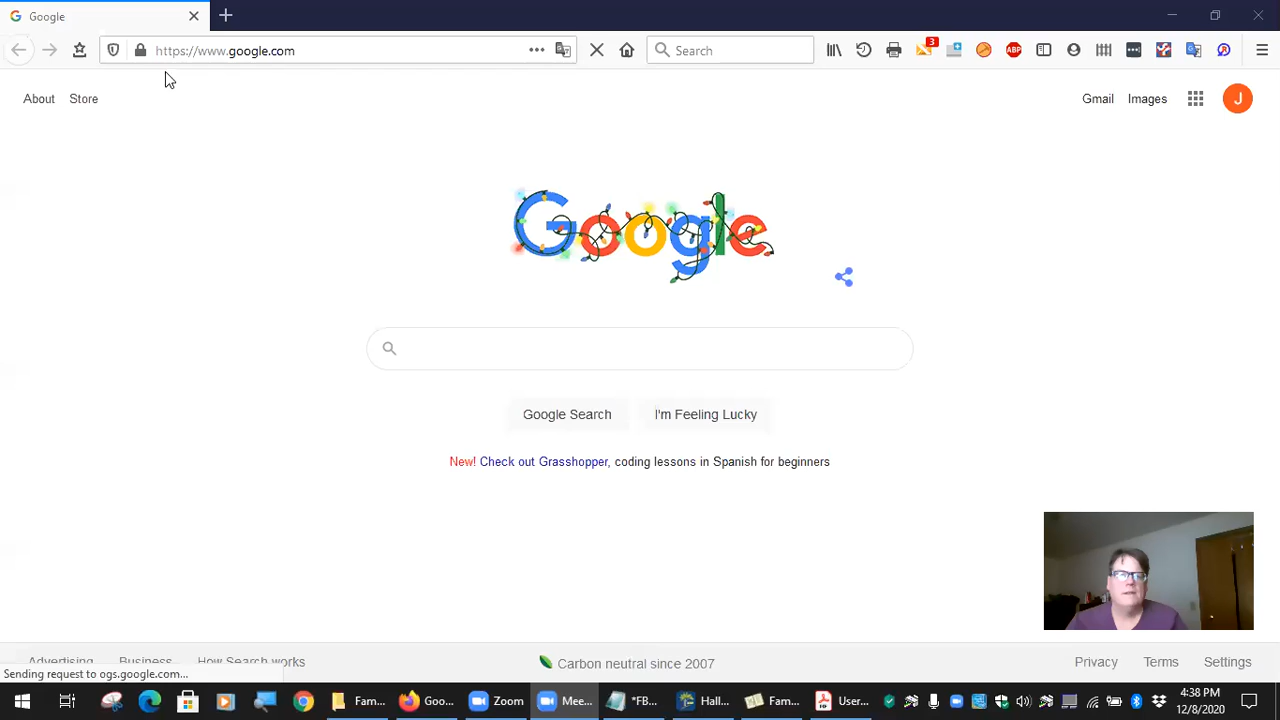 Google
https://www.google.com
Search
3
ABP
About
Store
Gmail
Images
J
Google
Google Search
I'm Feeling Lucky
New! Check out Grasshopper, coding lessons in Spanish for beginners
Advertising
Business
How Search works
Carbon neutral since 2007
Privacy
Terms
Settings
Sending request to ogs.google.com...
Fam...
Goo...
Zoom
Mee...
*FB...
Hall...
Fam...
User...
4:38 PM
12/8/2020